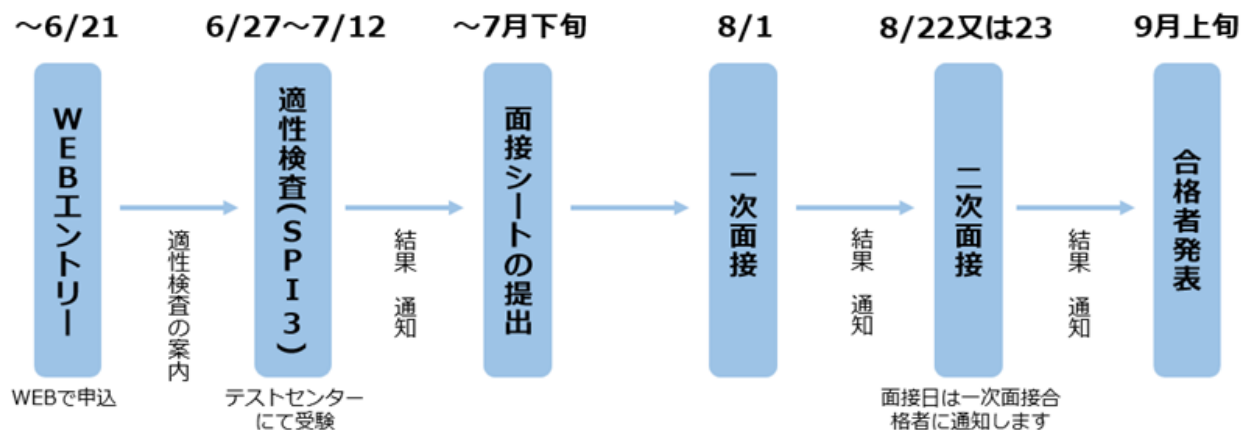 ～6/21
6/27～7/12
～7月下旬
8/1
8/22又は23
9月上旬
WEBエントリー
適性検査の案内
適性検査(SPI3)
結果 通知
面接シートの提出
一次面接
結果 通知
二次面接
結果 通知
合格者発表
WEBで申込
テストセンター
にて受験
面接日は一次面接合
格者に通知します